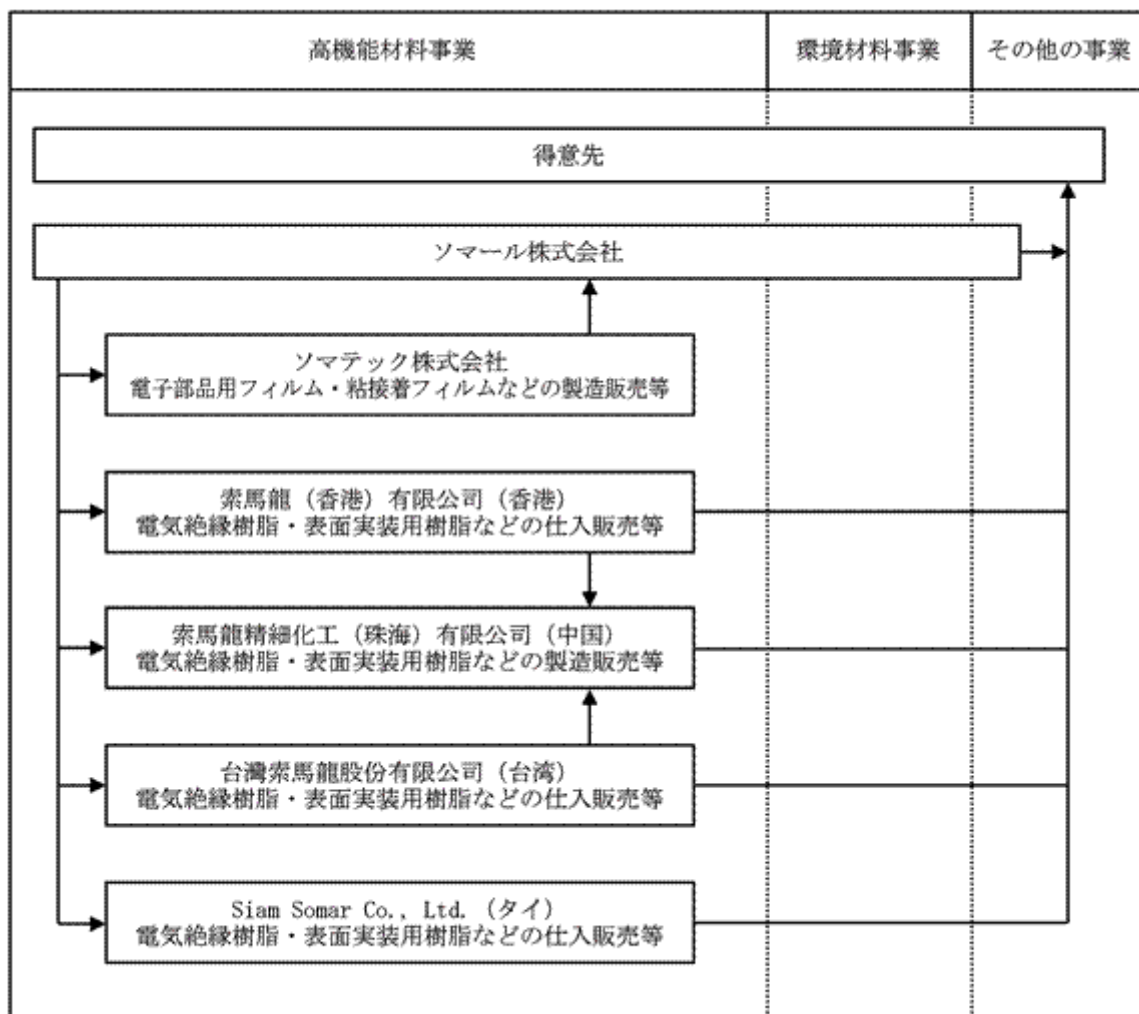 高機能材料事業
環境材料事業
その他の事業
得意先
ソマール株式会社
ソマテック株式会社
電子部品用フィルム・粘接着フィルムなどの製造販売等
索馬龍（香港）有限公司（香港）
電気絶縁樹脂・表面実装用樹脂などの仕入販売等
索馬龍精細化工（珠海）有限公司（中国）
電気絶縁樹脂・表面実装用樹脂などの製造販売等
台灣索馬龍股份有限公司（台湾）
電気絶縁樹脂・表面実装用樹脂などの仕入販売等
Siam Somar Co., Ltd.（タイ）
電気絶縁樹脂・表面実装用樹脂などの仕入販売等